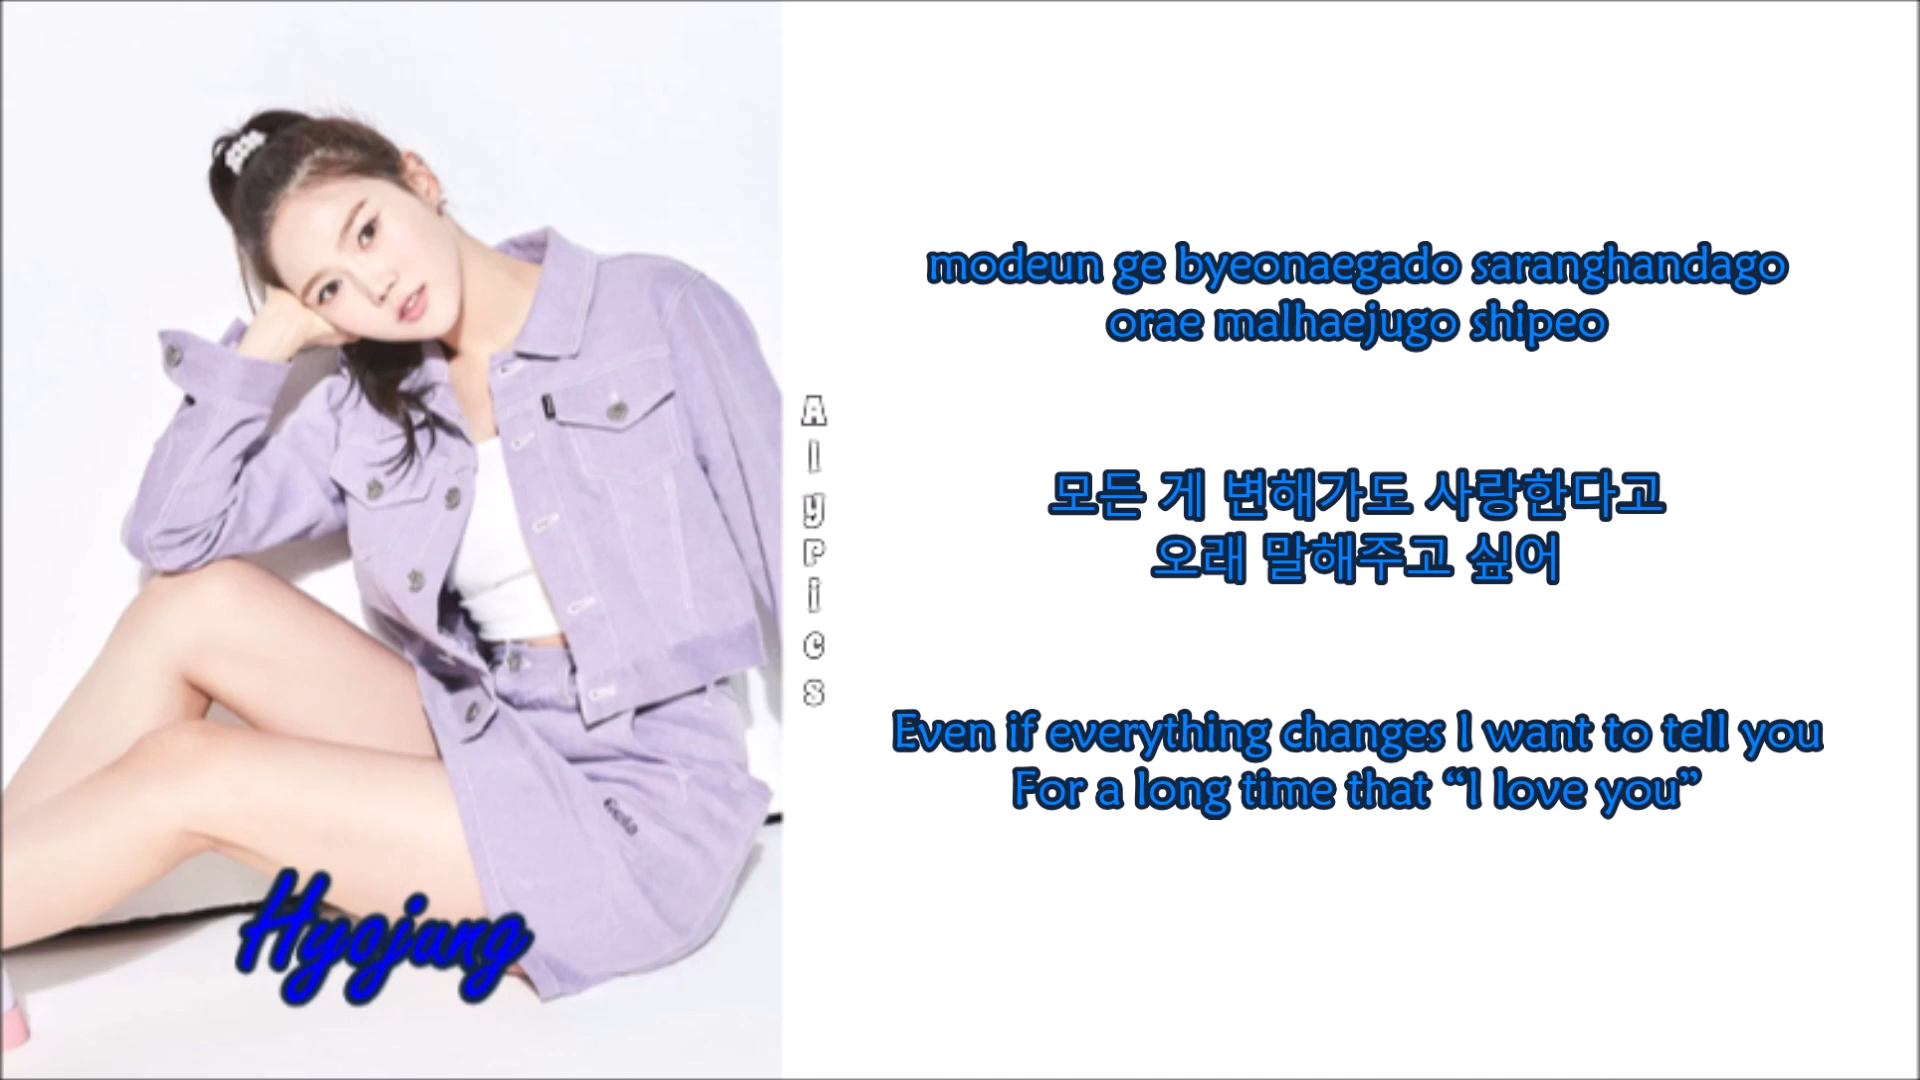 modeun ge byeonaegado saranghandago
orae malhaejugo shipeo
모든 게 변해가도 사랑한다고
오래 말해주고 싶어
Even if everything changes I want to tell you
For a long time that “I love you”
AlyPics
Hyojung